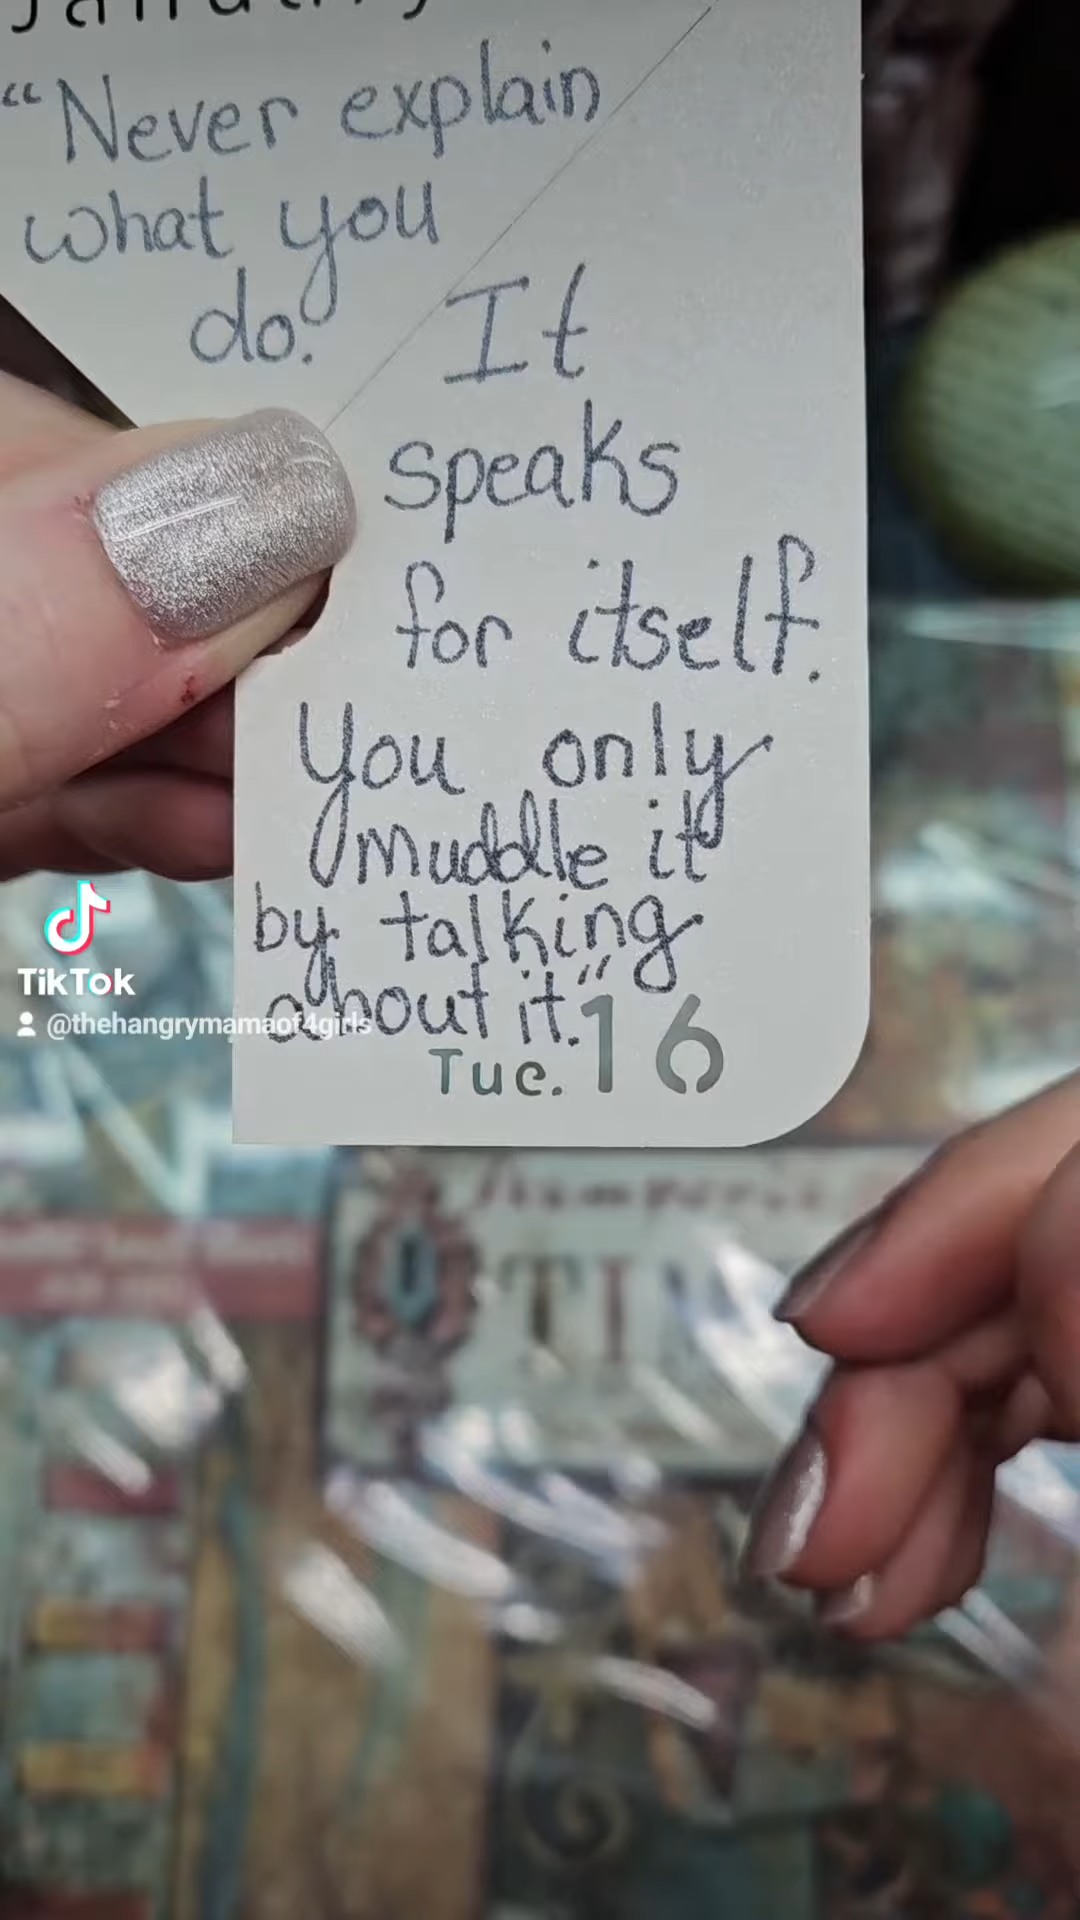 January
“Never explain
what you
do. It
speaks
for itself.
You only
muddle it
by talking
about it."
Tue. 16
TikTok
@thehangrymamaof4girls